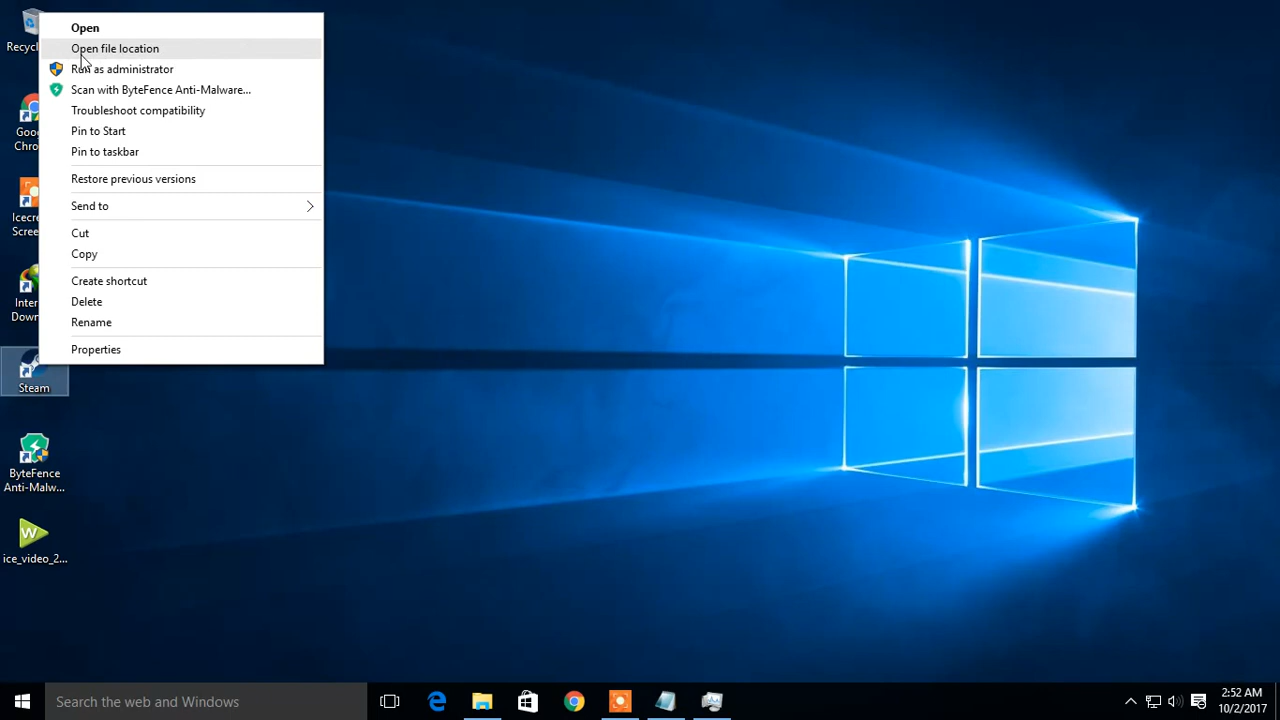 Open
Open file location
Run as administrator
Scan with ByteFence Anti-Malware...
Troubleshoot compatibility
Pin to Start
Pin to taskbar
Restore previous versions
Send to
Cut
Copy
Create shortcut
Delete
Rename
Properties
Recycl
Goo
Chro
Icecre
Scree
Inter
Down
Steam
ByteFence
Anti-Malw...
W
ice_video_2...
Search the web and Windows
2:52 AM
10/2/2017